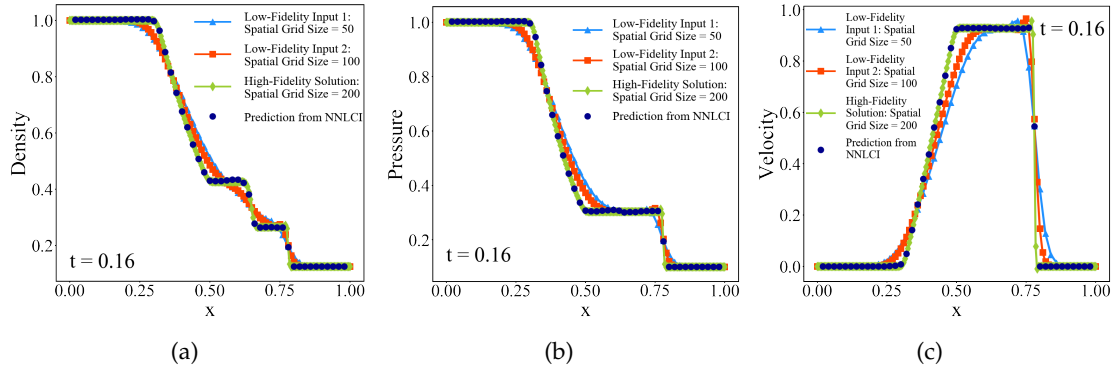 Low-Fidelity Input 1:
Spatial Grid Size =
50
Low-Fidelity Input 2:
Spatial Grid Size =
100
High-Fidelity Solution:
Spatial Grid Size = 200
Prediction from NNLCI
t = 0.16
Density
1.0
0.8
0.6
0.4
0.2
0.00
0.25
0.50
0.75
1.00
x
(a)
Low-Fidelity Input 1:
Spatial Grid Size =
50
Low-Fidelity Input 2:
Spatial Grid Size =
100
High-Fidelity Solution:
Spatial Grid Size =
200
Prediction from NNLCI
t = 0.16
Pressure
1.0
0.8
0.6
0.4
0.2
0.00
0.25
0.50
0.75
1.00
x
(b)
Low-Fidelity
Input 1: Spatial
Grid Size =
50
Low-Fidelity
Input 2: Spatial
Grid Size =
100
High-Fidelity
Solution: Spatial
Grid Size = 200
Prediction from
NNLCI
t = 0.16
Velocity
1.0
0.8
0.6
0.4
0.2
0.0
0.00
0.25
0.50
0.75
1.00
x
(c)